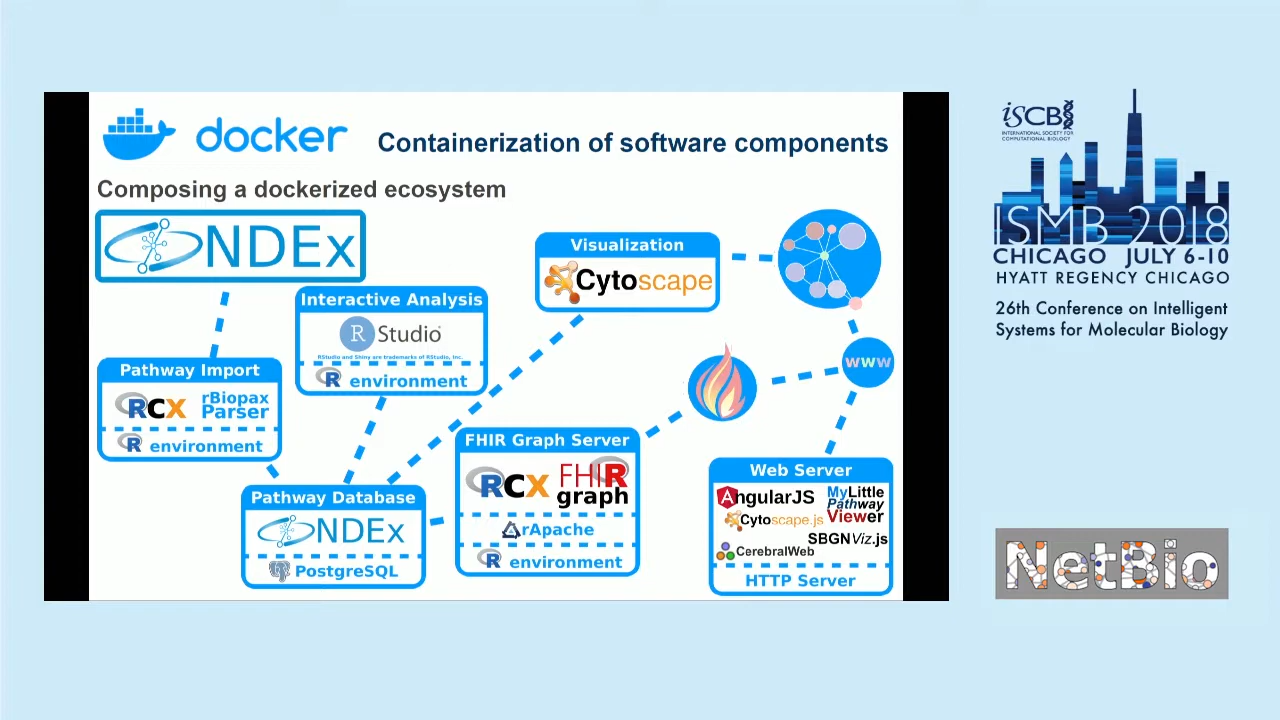 docker
Containerization of software components
Composing a dockerized ecosystem
NDEx
Interactive Analysis
R Studio
RStudio and Shiny are trademarks of RStudio, Inc.
R environment
Visualization
Cytoscape
Pathway Import
RCX
rBiopax
Parser
R environment
www
Pathway Database
NDEx
PostgreSQL
FHIR Graph Server
RCX
FHIR
graph
rApache
R environment
Web Server
AngularJS
MyLittle
Pathway
Viewer
Cytoscape.js
SBGNViz.js
CerebralWeb
HTTP Server
iSCB
INTERNATIONAL SOCIETY FOR
COMPUTATIONAL BIOLOGY
ISMB 2018
CHICAGO JULY 6-10
HYATT REGENCY CHICAGO
26th Conference on Intelligent
Systems for Molecular Biology
NetBio